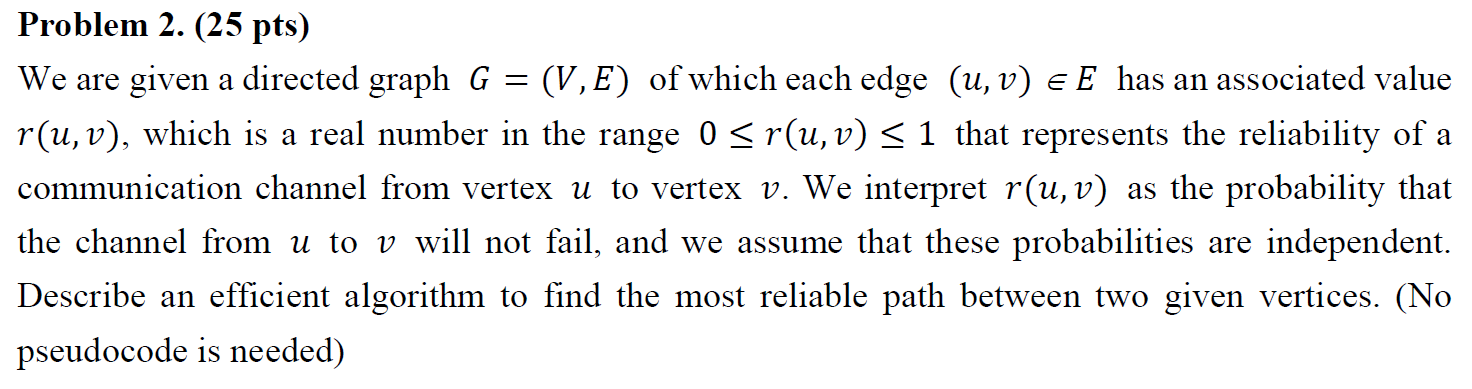 Problem 2. (25 pts)
We are given a directed graph G = (V, E) of which each edge (u, v) ∈ E has an associated value
r(u, v), which is a real number in the range 0 ≤ r(u, v) ≤ 1 that represents the reliability of a
communication channel from vertex u to vertex v. We interpret r(u, v) as the probability that
the channel from u to v will not fail, and we assume that these probabilities are independent.
Describe an efficient algorithm to find the most reliable path between two given vertices. (No
pseudocode is needed)